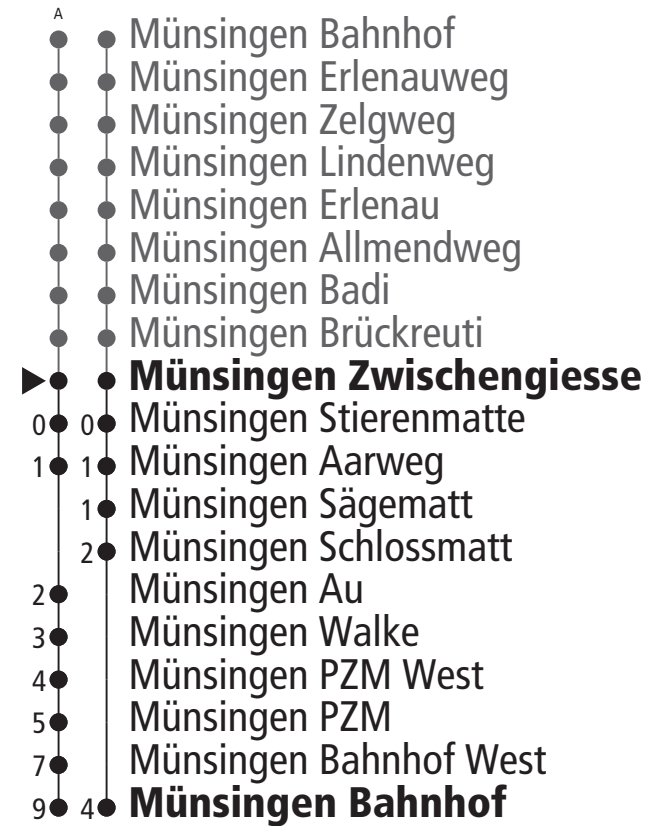 A
Münsingen Bahnhof
Münsingen Erlenauweg
Münsingen Zelgweg
Münsingen Lindenweg
Münsingen Erlenau
Münsingen Allmendweg
Münsingen Badi
Münsingen Brückreuti
Münsingen Zwischengiesse
0 0 Münsingen Stierenmatte
1 1 Münsingen Aarweg
1 Münsingen Sägematt
2 Münsingen Schlossmatt
2 Münsingen Au
3 Münsingen Walke
4 Münsingen PZM West
5 Münsingen PZM
7 Münsingen Bahnhof West
9 4 Münsingen Bahnhof